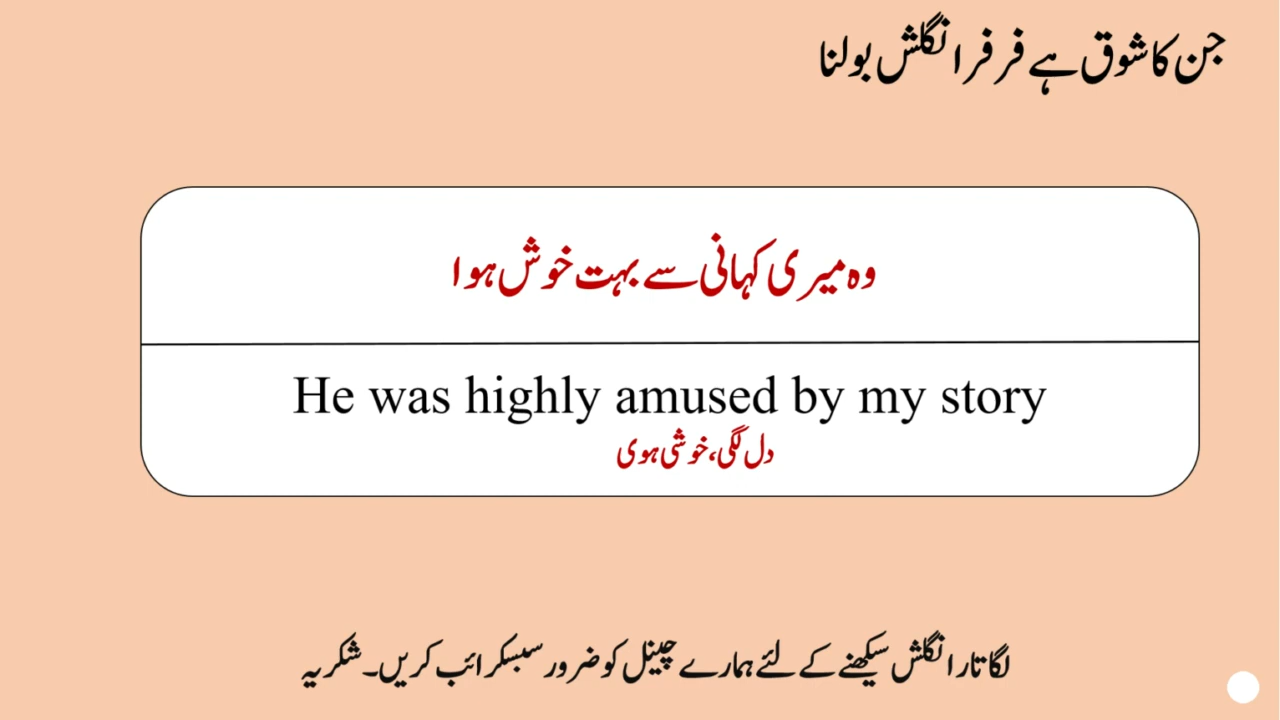 جن کا شوق ہے فر فر انگلش بولنا
وہ میری کہانی سے بہت خوش ہوا
He was highly amused by my story
دل لگی، خوشی ہوی
لگاتار انگلش سیکھنے کے لئے ہمارے چینل کو ضرور سبسکرائب کریں۔ شکریہ